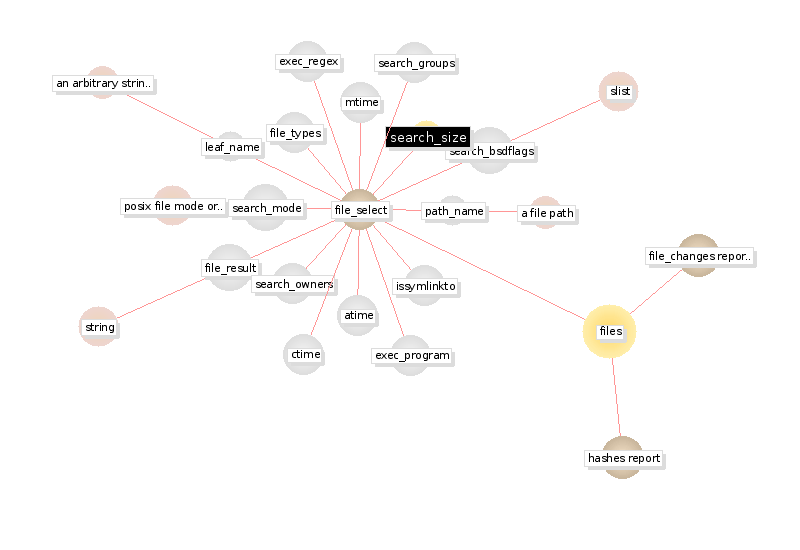 exec_regex
search_groups
an arbitrary strin..
slist
mtime
file_types
search_size
leaf_name
search_bsdflags
posix file mode or..
search_mode
file_select
path_name
a file path
file_changes repor..
file_result
search_owners
issymlinkto
atime
string
files
ctime
exec_program
hashes report